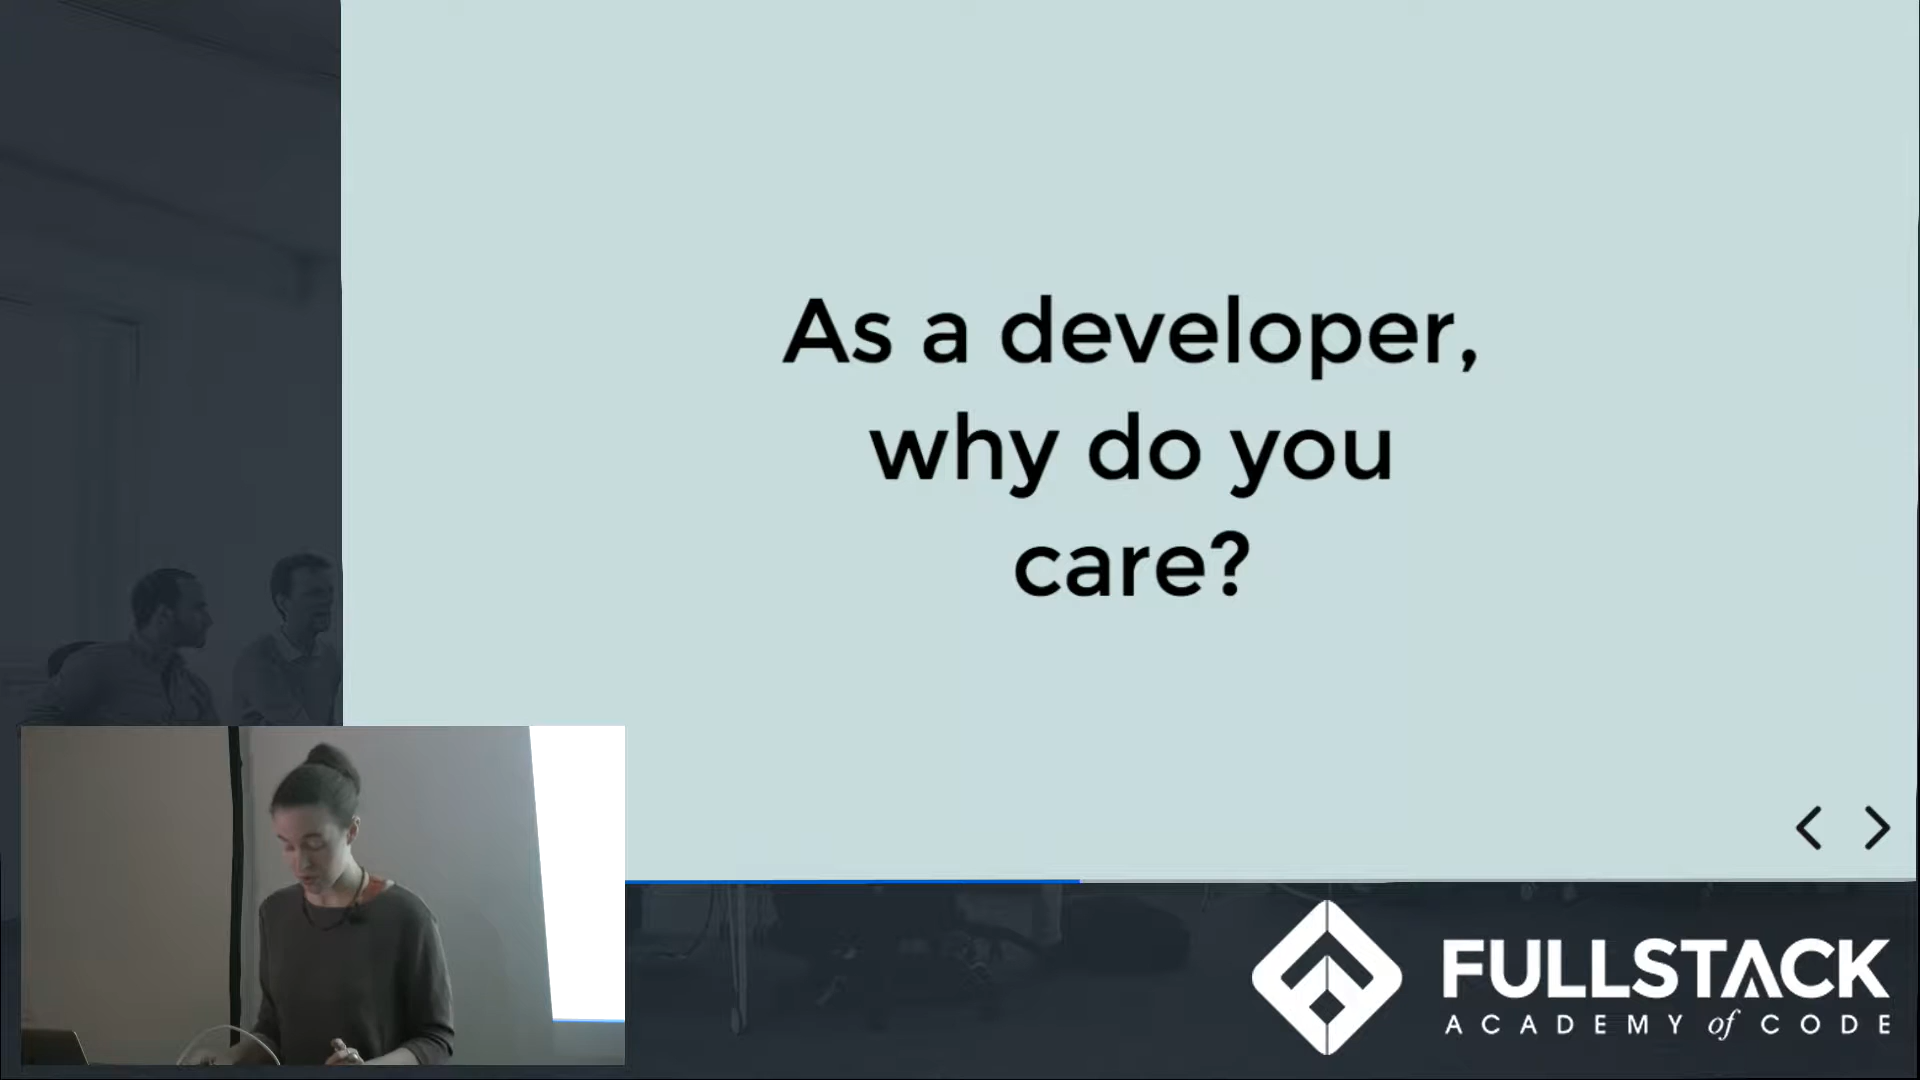 As a developer,
why do you
care?
FULLSTACK
ACADEMY of CODE